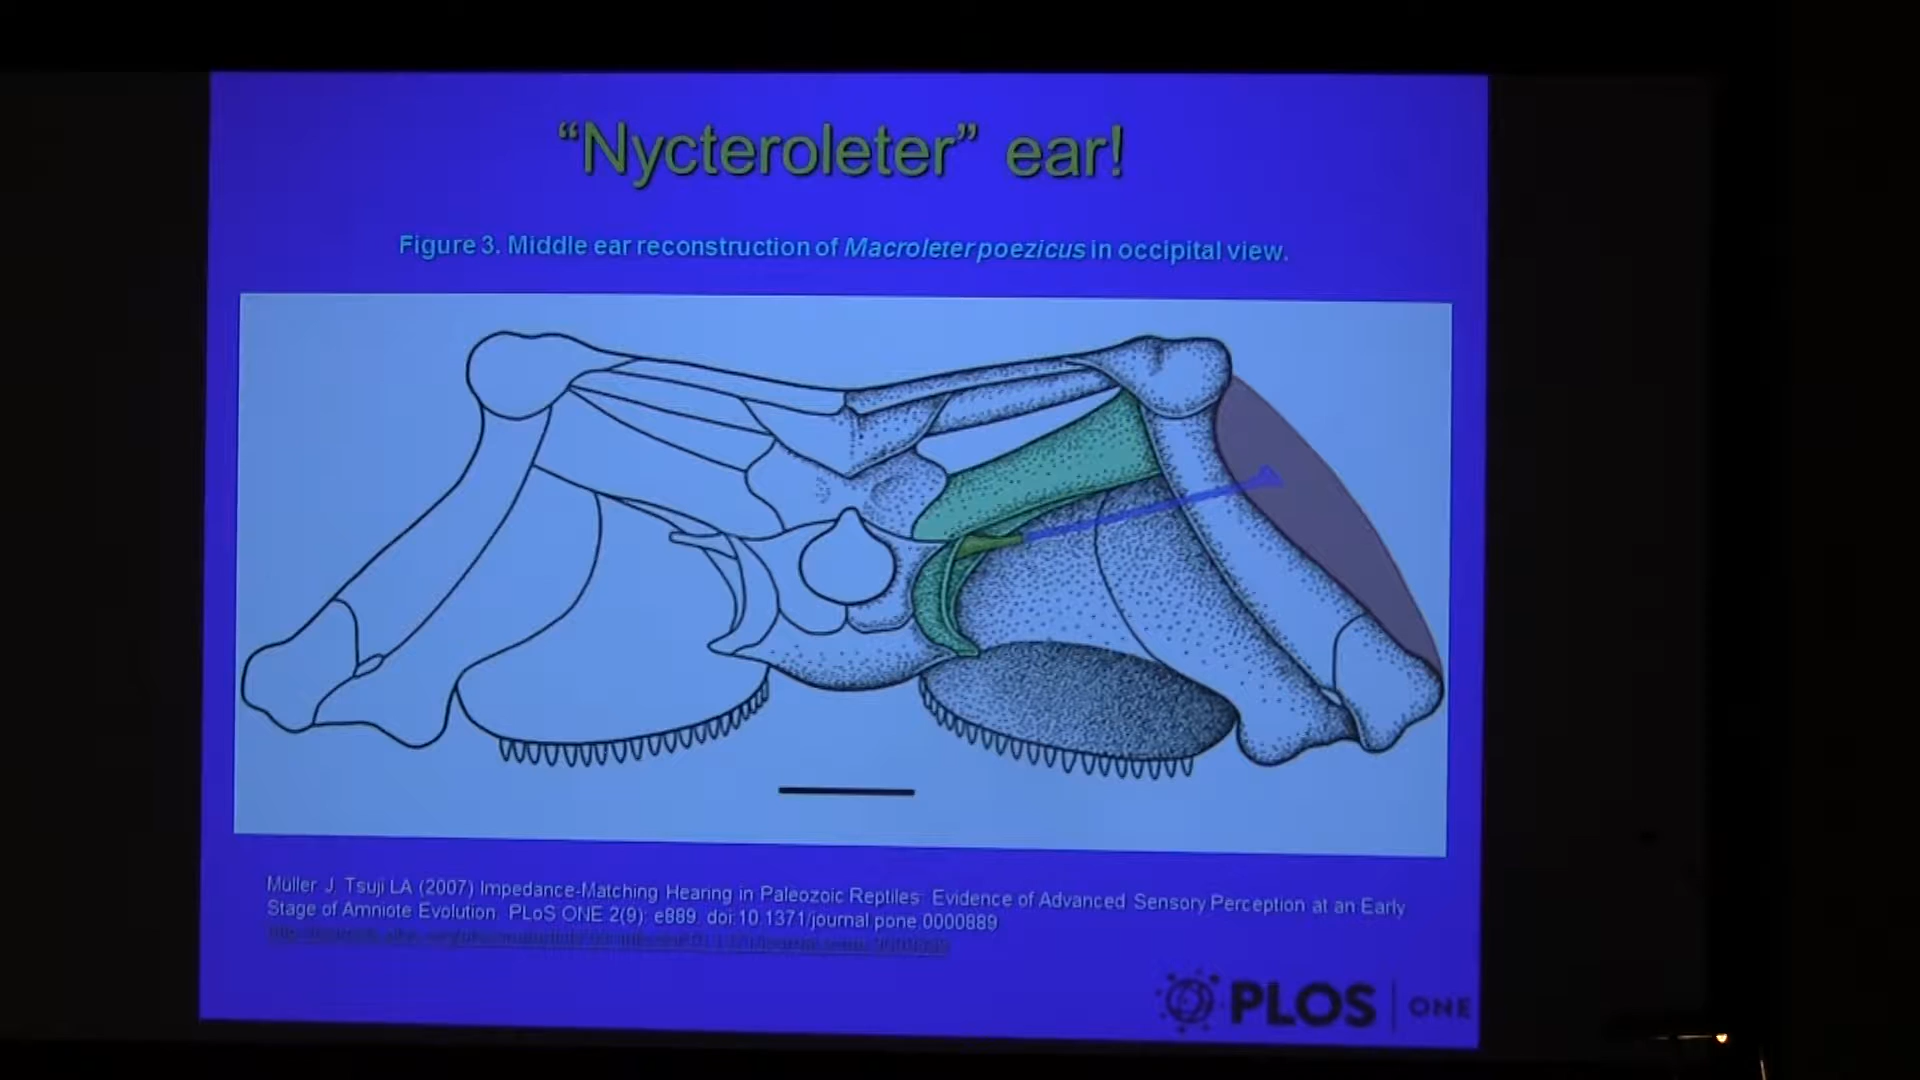 “Nycteroleter” ear!
Figure 3. Middle ear reconstruction of Macroleter poezicus in occipital view.
Müller J, Tsuji LA (2007) Impedance-Matching Hearing in Paleozoic Reptiles: Evidence of Advanced Sensory Perception at an Early
Stage of Amniote Evolution. PLoS ONE 2(9): e889. doi:10.1371/journal.pone.0000889
PLOS | ONE